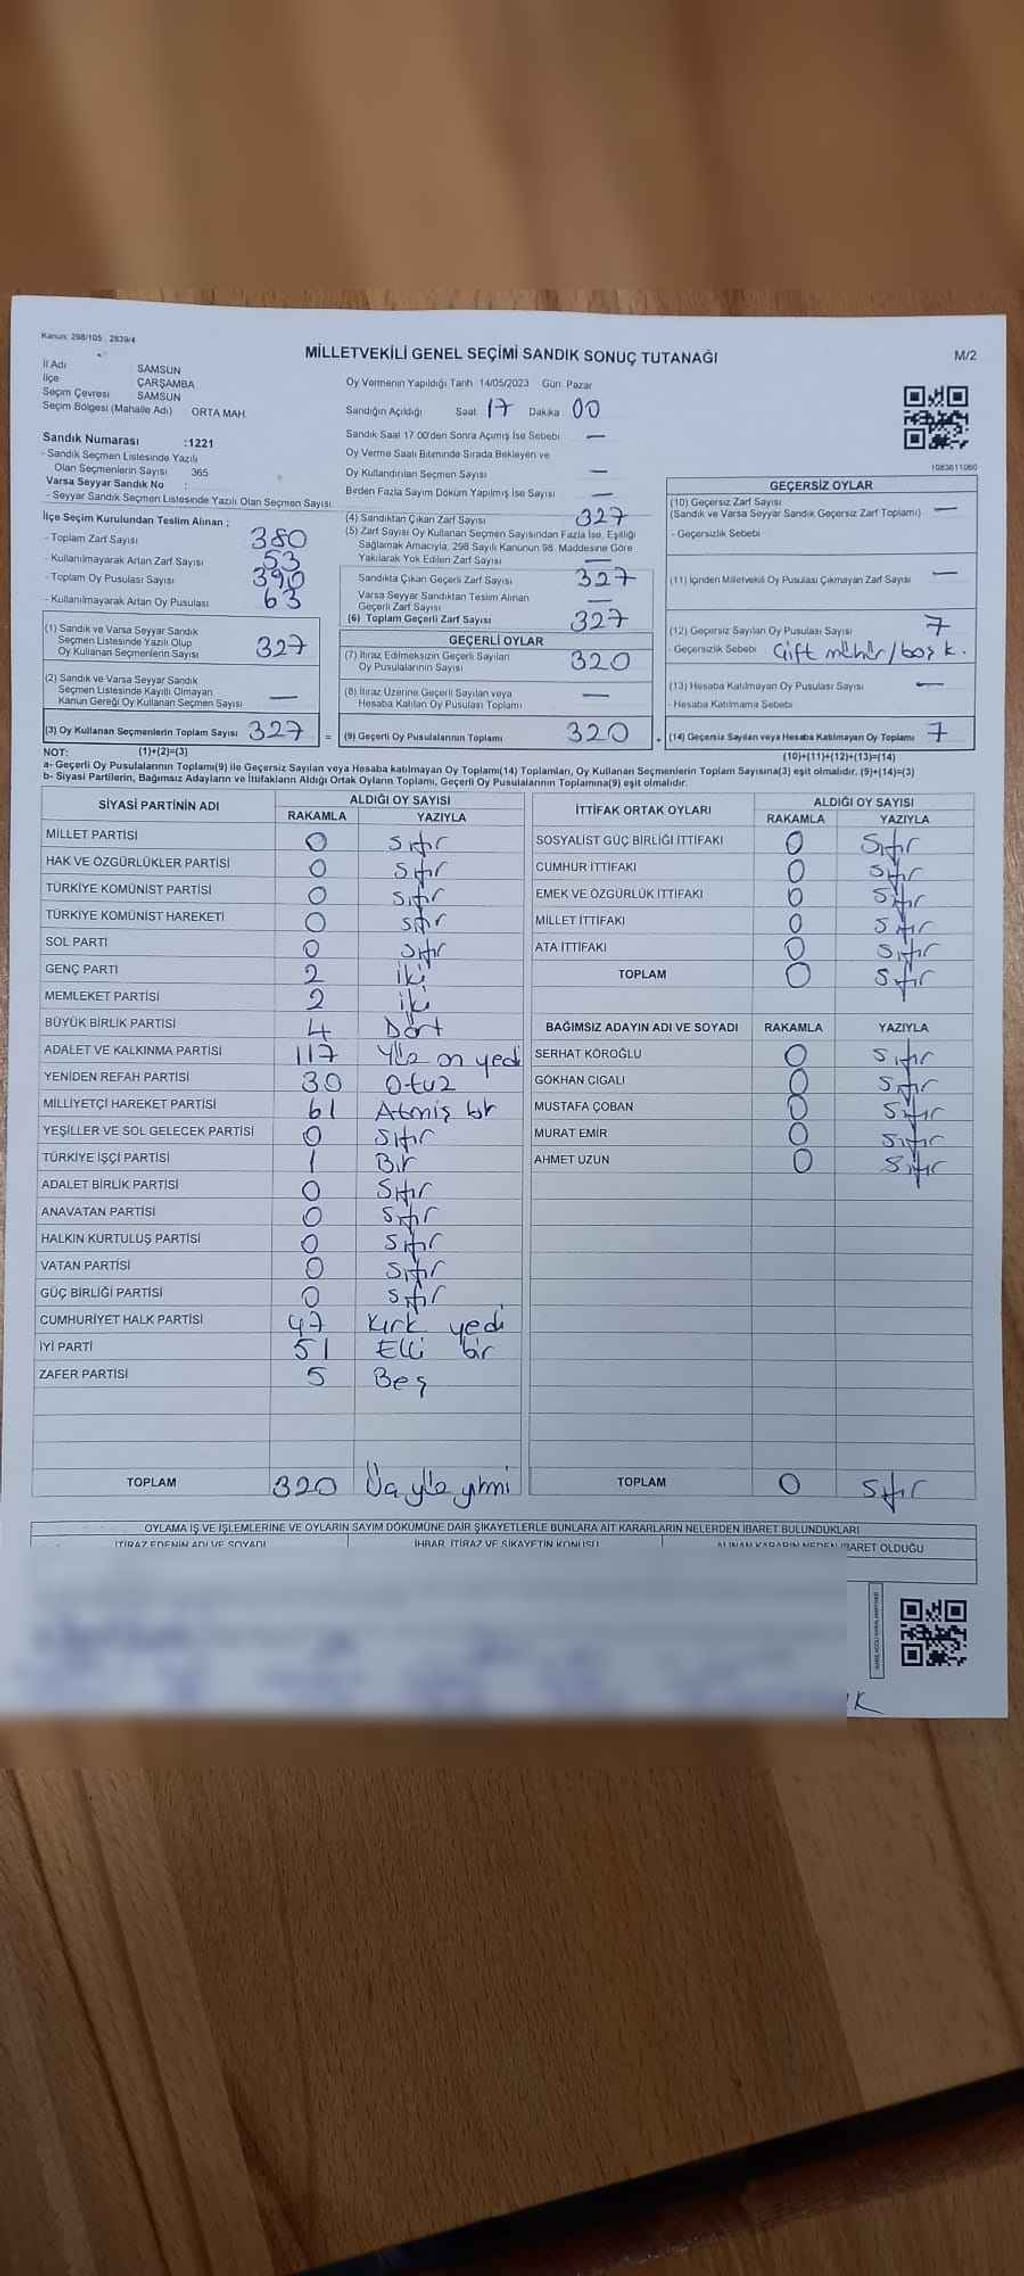 Kanun: 298/105 , 2839/4
MİLLETVEKİLİ GENEL SEÇİMİ SANDIK SONUÇ TUTANAĞI
M/2
İl Adı SAMSUN
İlçe ÇARŞAMBA
Seçim Çevresi SAMSUN
Seçim Bölgesi (Mahalle Adı) ORTA MAH.
Sandık Numarası :1221
- Sandık Seçmen Listesinde Yazılı
Olan Seçmenlerin Sayısı 365
Varsa Seyyar Sandık No :
- Seyyar Sandık Seçmen Listesinde Yazılı Olan Seçmen Sayısı
Oy Vermenin Yapıldığı Tarih 14/05/2023 Gün: Pazar
Sandığın Açıldığı Saat 17 Dakika 00
Sandık Saat 17:00'den Sonra Açımış İse Sebebi —
Oy Verme Saati Bitiminde Sırada Bekleyen ve
Oy Kullandırılan Seçmen Sayısı —
Birden Fazla Sayım Döküm Yapılmış İse Sayısı —
1083611060
İlçe Seçim Kurulundan Teslim Alınan ;
- Toplam Zarf Sayısı 380
- Kullanılmayarak Artan Zarf Sayısı 53
- Toplam Oy Pusulası Sayısı 390
- Kullanılmayarak Artan Oy Pusulası 63
(1) Sandık ve Varsa Seyyar Sandık
Seçmen Listesinde Yazılı Olup
Oy Kullanan Seçmenlerin Sayısı 327
(2) Sandık ve Varsa Seyyar Sandık
Seçmen Listesinde Kayıtlı Olmayan
Kanun Gereği Oy Kullanan Seçmen Sayısı —
(3) Oy Kullanan Seçmenlerin Toplam Sayısı 327 =
(4) Sandıktan Çıkan Zarf Sayısı 327
(5) Zarf Sayısı Oy Kullanan Seçmen Sayısından Fazla İse, Eşitliği
Sağlamak Amacıyla, 298 Sayılı Kanunun 98. Maddesine Göre
Yakılarak Yok Edilen Zarf Sayısı —
Sandıkta Çıkan Geçerli Zarf Sayısı 327
Varsa Seyyar Sandıktan Teslim Alınan
Geçerli Zarf Sayısı —
(6) Toplam Geçerli Zarf Sayısı 327
GEÇERLİ OYLAR
(7) İtiraz Edilmeksizin Geçerli Sayılan
Oy Pusulalarının Sayısı 320
(8) İtiraz Üzerine Geçerli Sayılan veya
Hesaba Katılan Oy Pusulası Toplamı —
(9) Geçerli Oy Pusulalarının Toplamı 320 +
GEÇERSİZ OYLAR
(10) Geçersiz Zarf Sayısı
(Sandık ve Varsa Seyyar Sandık Geçersiz Zarf Toplamı) —
- Geçersizlik Sebebi
(11) İçinden Milletvekili Oy Pusulası Çıkmayan Zarf Sayısı —
(12) Geçersiz Sayılan Oy Pusulası Sayısı 7
- Geçersizlik Sebebi Çift mühür/boş k.
(13) Hesaba Katılmayan Oy Pusulası Sayısı —
- Hesaba Katılmama Sebebi
(14) Geçersiz Sayılan veya Hesaba Katılmayan Oy Toplamı 7
NOT: (1)+(2)=(3) (10)+(11)+(12)+(13)=(14)
a- Geçerli Oy Pusulalarının Toplamı(9) ile Geçersiz Sayılan veya Hesaba katılmayan Oy Toplamı(14) Toplamları, Oy Kullanan Seçmenlerin Toplam Sayısına(3) eşit olmalıdır. (9)+(14)=(3)
b- Siyasi Partilerin, Bağımsız Adayların ve İttifakların Aldığı Ortak Oyların Toplamı, Geçerli Oy Pusulalarının Toplamına(9) eşit olmalıdır.
SİYASİ PARTİNİN ADI ALDIĞI OY SAYISI
RAKAMLA YAZIYLA
MİLLET PARTİSİ 0 Sıfır
HAK VE ÖZGÜRLÜKLER PARTİSİ 0 Sıfır
TÜRKİYE KOMÜNİST PARTİSİ 0 Sıfır
TÜRKİYE KOMÜNİST HAREKETİ 0 Sıfır
SOL PARTİ 0 Sıfır
GENÇ PARTİ 2 İki
MEMLEKET PARTİSİ 2 İki
BÜYÜK BİRLİK PARTİSİ 4 Dört
ADALET VE KALKINMA PARTİSİ 117 Yüz on yedi
YENİDEN REFAH PARTİSİ 30 Otuz
MİLLİYETÇİ HAREKET PARTİSİ 61 Atmış bir
YEŞİLLER VE SOL GELECEK PARTİSİ 0 Sıfır
TÜRKİYE İŞÇİ PARTİSİ 1 Bir
ADALET BİRLİK PARTİSİ 0 Sıfır
ANAVATAN PARTİSİ 0 Sıfır
HALKIN KURTULUŞ PARTİSİ 0 Sıfır
VATAN PARTİSİ 0 Sıfır
GÜÇ BİRLİĞİ PARTİSİ 0 Sıfır
CUMHURİYET HALK PARTİSİ 47 Kırk yedi
İYİ PARTİ 51 Elli bir
ZAFER PARTİSİ 5 Beş
TOPLAM 320 Üç yüz yirmi
İTTİFAK ORTAK OYLARI ALDIĞI OY SAYISI
RAKAMLA YAZIYLA
SOSYALİST GÜÇ BİRLİĞİ İTTİFAKI 0 Sıfır
CUMHUR İTTİFAKI 0 Sıfır
EMEK VE ÖZGÜRLÜK İTTİFAKI 0 Sıfır
MİLLET İTTİFAKI 0 Sıfır
ATA İTTİFAKI 0 Sıfır
TOPLAM 0 Sıfır
BAĞIMSIZ ADAYIN ADI VE SOYADI RAKAMLA YAZIYLA
SERHAT KÖROĞLU 0 Sıfır
GÖKHAN CIGALI 0 Sıfır
MUSTAFA ÇOBAN 0 Sıfır
MURAT EMİR 0 Sıfır
AHMET UZUN 0 Sıfır
TOPLAM 0 Sıfır
OYLAMA İŞ VE İŞLEMLERİNE VE OYLARIN SAYIM DÖKÜMÜNE DAİR ŞİKAYETLERLE BUNLARA AİT KARARLARIN NELERDEN İBARET BULUNDUKLARI
İTİRAZ EDENİN ADI VE SOYADI İHBAR, İTİRAZ VE ŞİKAYETİN KONUSU ALINAN KARARIN NEDEN İBARET OLDUĞU